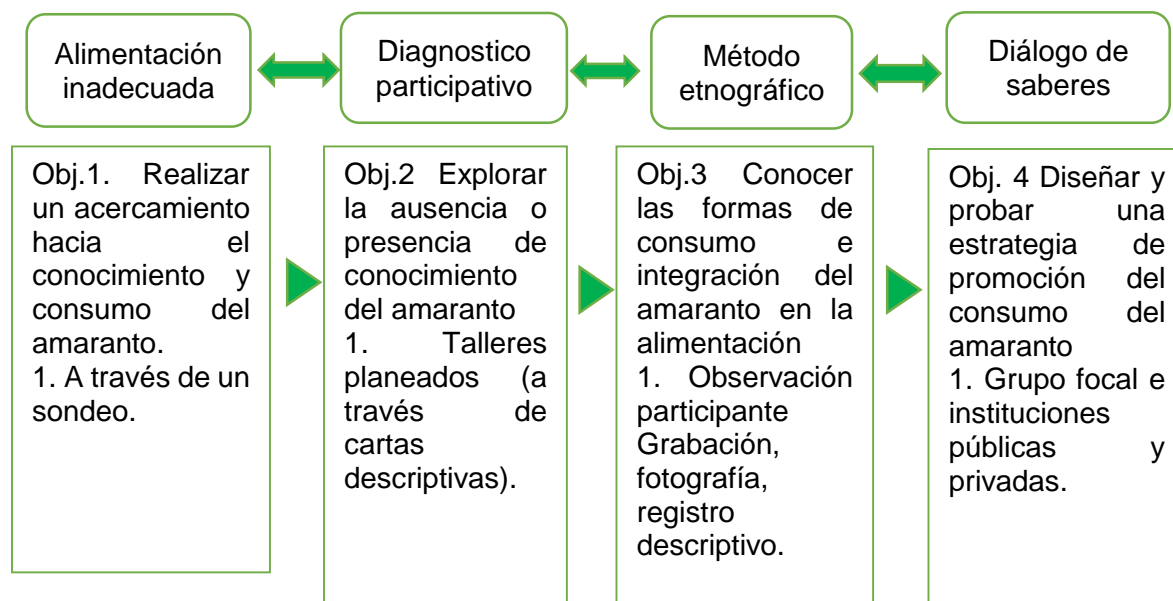 Alimentación
inadecuada
Diagnostico
participativo
Método
etnográfico
Diálogo de
saberes
Obj.1. Realizar
un acercamiento
hacia el
conocimiento y
consumo del
amaranto.
1. A través de un
sondeo.
Obj.2 Explorar
la ausencia o
presencia de
conocimiento
del amaranto
1. Talleres
planeados (a
través de
cartas
descriptivas).
Obj.3 Conocer
las formas de
consumo e
integración del
amaranto en la
alimentación
1. Observación
participante
Grabación,
fotografía,
registro
descriptivo.
Obj. 4 Diseñar y
probar una
estrategia de
promoción del
consumo del
amaranto
1. Grupo focal e
instituciones
públicas y
privadas.